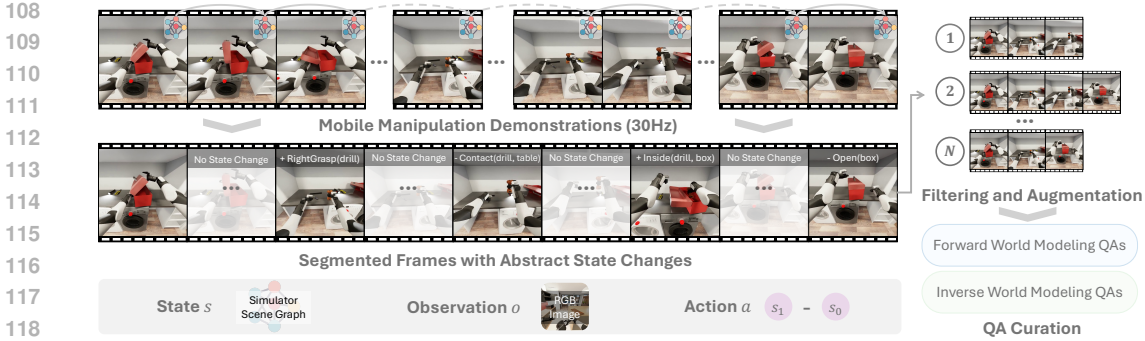 108
109
110
111
112
113
114
115
116
117
118
... ... ...
Mobile Manipulation Demonstrations (30Hz)
No State Change
...
+ RightGrasp(drill)
No State Change
...
- Contact(drill, table)
No State Change
...
+ Inside(drill, box)
No State Change
...
- Open(box)
Segmented Frames with Abstract State Changes
State s
Simulator
Scene Graph
Observation o
RGB
Image
Action a
s1 - s0
1
2
...
N
Filtering and Augmentation
Forward World Modeling QAs
Inverse World Modeling QAs
QA Curation